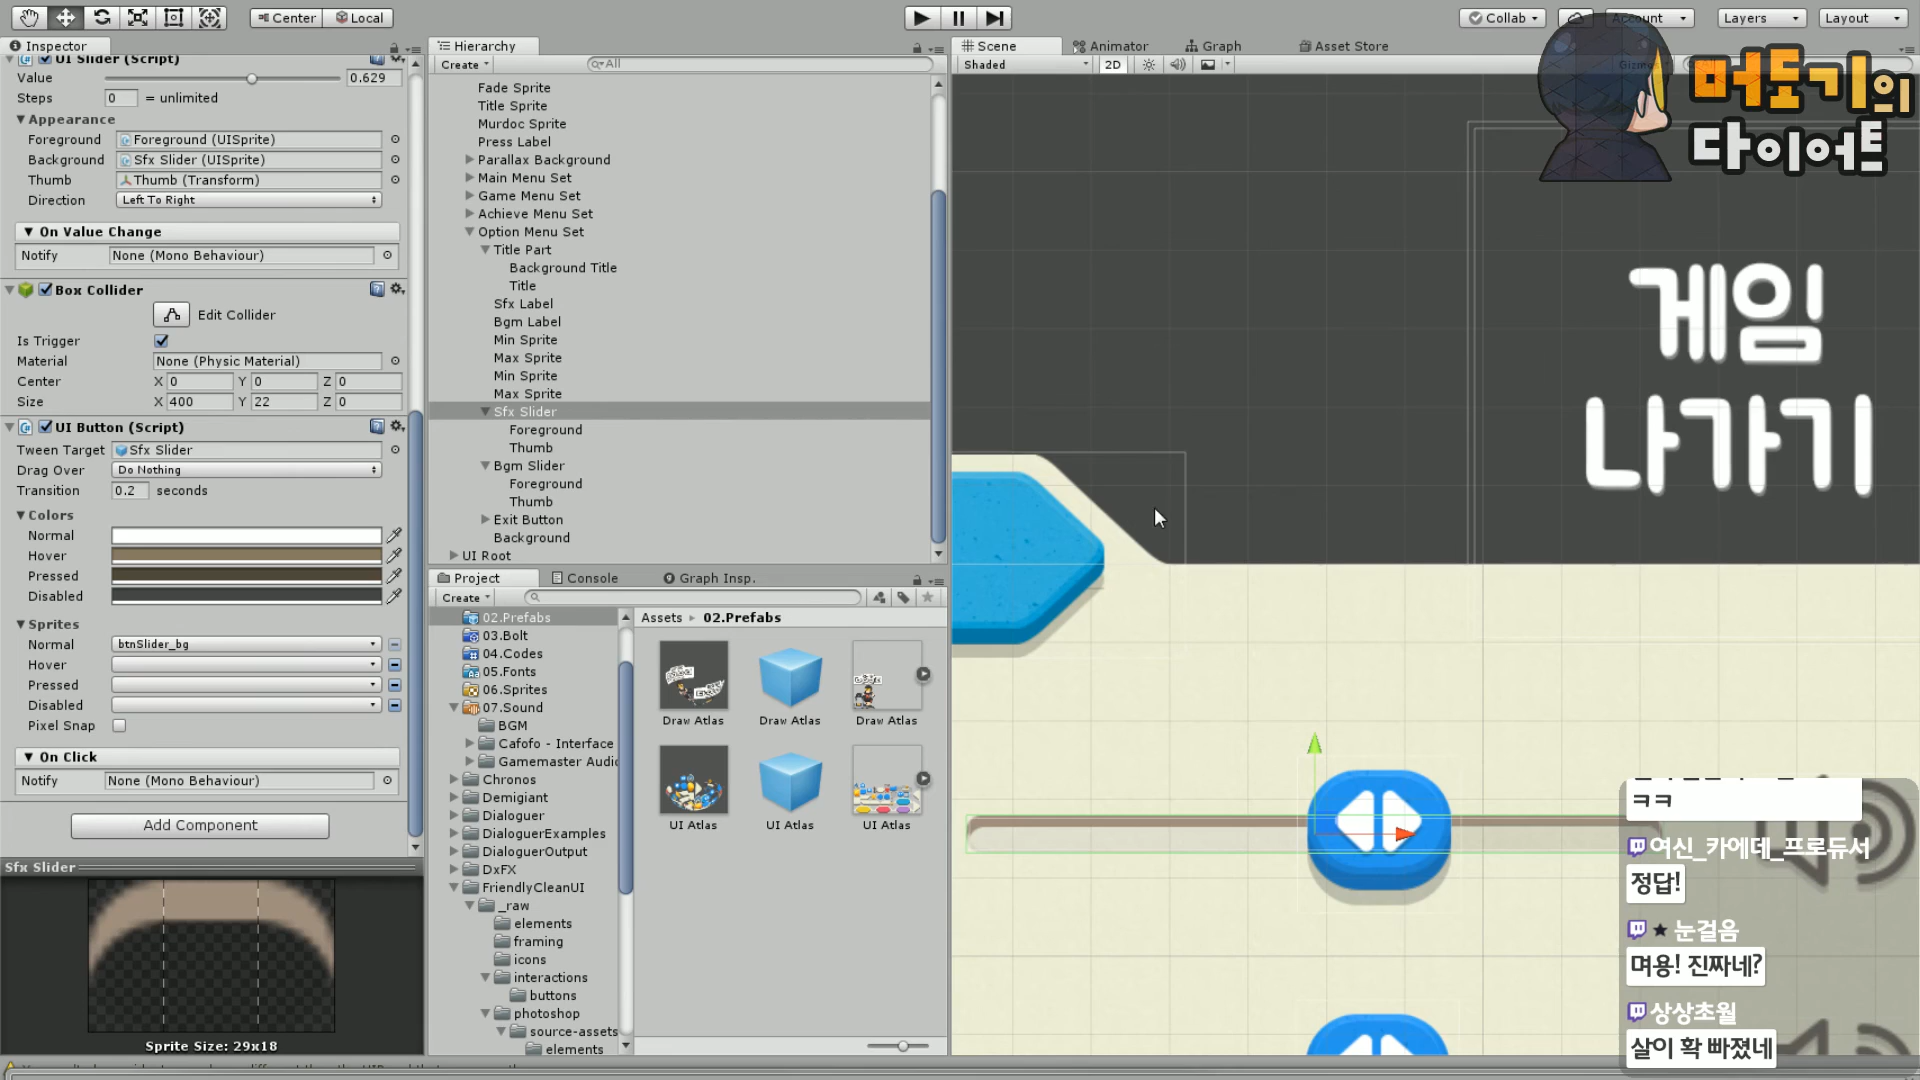 Center
Local
Collab
Account
Layers
Layout
Inspector
UI Slider (Script)
Value
0.629
Steps
0
= unlimited
Appearance
Foreground
Foreground (UISprite)
Background
Sfx Slider (UISprite)
Thumb
Thumb (Transform)
Direction
Left To Right
On Value Change
Notify
None (Mono Behaviour)
Box Collider
Edit Collider
Is Trigger
Material
None (Physic Material)
Center
X 0
Y 0
Z 0
Size
X 400
Y 22
Z 0
UI Button (Script)
Tween Target
Sfx Slider
Drag Over
Do Nothing
Transition
0.2
seconds
Colors
Normal
Hover
Pressed
Disabled
Sprites
Normal
btnSlider_bg
Hover
Pressed
Disabled
Pixel Snap
On Click
Notify
None (Mono Behaviour)
Add Component
Sfx Slider
Sprite Size: 29x18
Hierarchy
Create
All
Fade Sprite
Title Sprite
Murdoc Sprite
Press Label
Parallax Background
Main Menu Set
Game Menu Set
Achieve Menu Set
Option Menu Set
Title Part
Background Title
Title
Sfx Label
Bgm Label
Min Sprite
Max Sprite
Min Sprite
Max Sprite
Sfx Slider
Foreground
Thumb
Bgm Slider
Foreground
Thumb
Exit Button
Background
UI Root
Project
Console
Graph Insp.
Create
02.Prefabs
03.Bolt
04.Codes
05.Fonts
06.Sprites
07.Sound
BGM
Cafofo - Interface
Gamemaster Audio
Chronos
Demigiant
Dialoguer
DialoguerExamples
DialoguerOutput
DxFX
FriendlyCleanUI
_raw
elements
framing
icons
interactions
buttons
photoshop
source-assets
elements
Assets
02.Prefabs
Draw Atlas
Draw Atlas
Draw Atlas
UI Atlas
UI Atlas
UI Atlas
Scene
Animator
Graph
Asset Store
Shaded
2D
Gizmos
머도기의
다이어트
게임
나가기
ㅋㅋ
여신_카에데_프로듀서
정답!
눈걸음
며용! 진짜네?
상상초월
살이 확 빠졌네